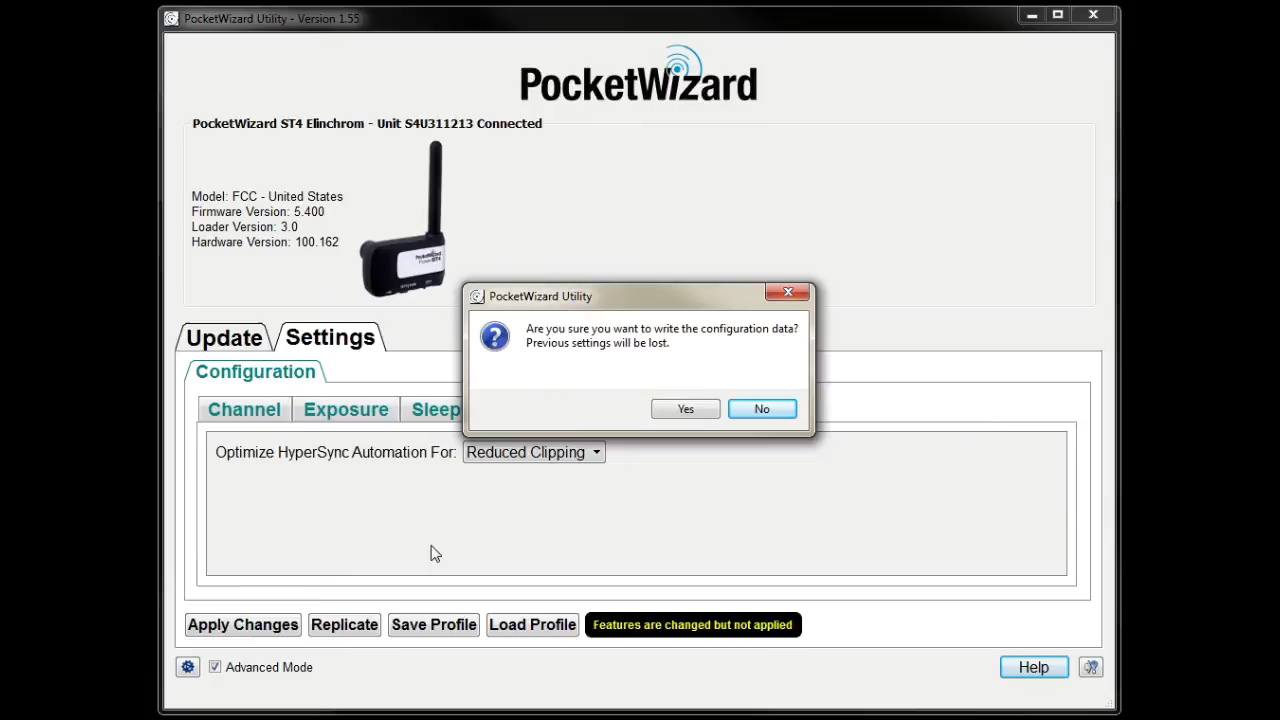 PocketWizard Utility - Version 1.55
PocketWizard
PocketWizard ST4 Elinchrom - Unit S4U311213 Connected
Model: FCC - United States
Firmware Version: 5.400
Loader Version: 3.0
Hardware Version: 100.162
PocketWizard Utility
Are you sure you want to write the configuration data?
Previous settings will be lost.
Yes
No
Update
Settings
Configuration
Channel
Exposure
Sleep
Optimize HyperSync Automation For:
Reduced Clipping
Apply Changes
Replicate
Save Profile
Load Profile
Features are changed but not applied
Advanced Mode
Help